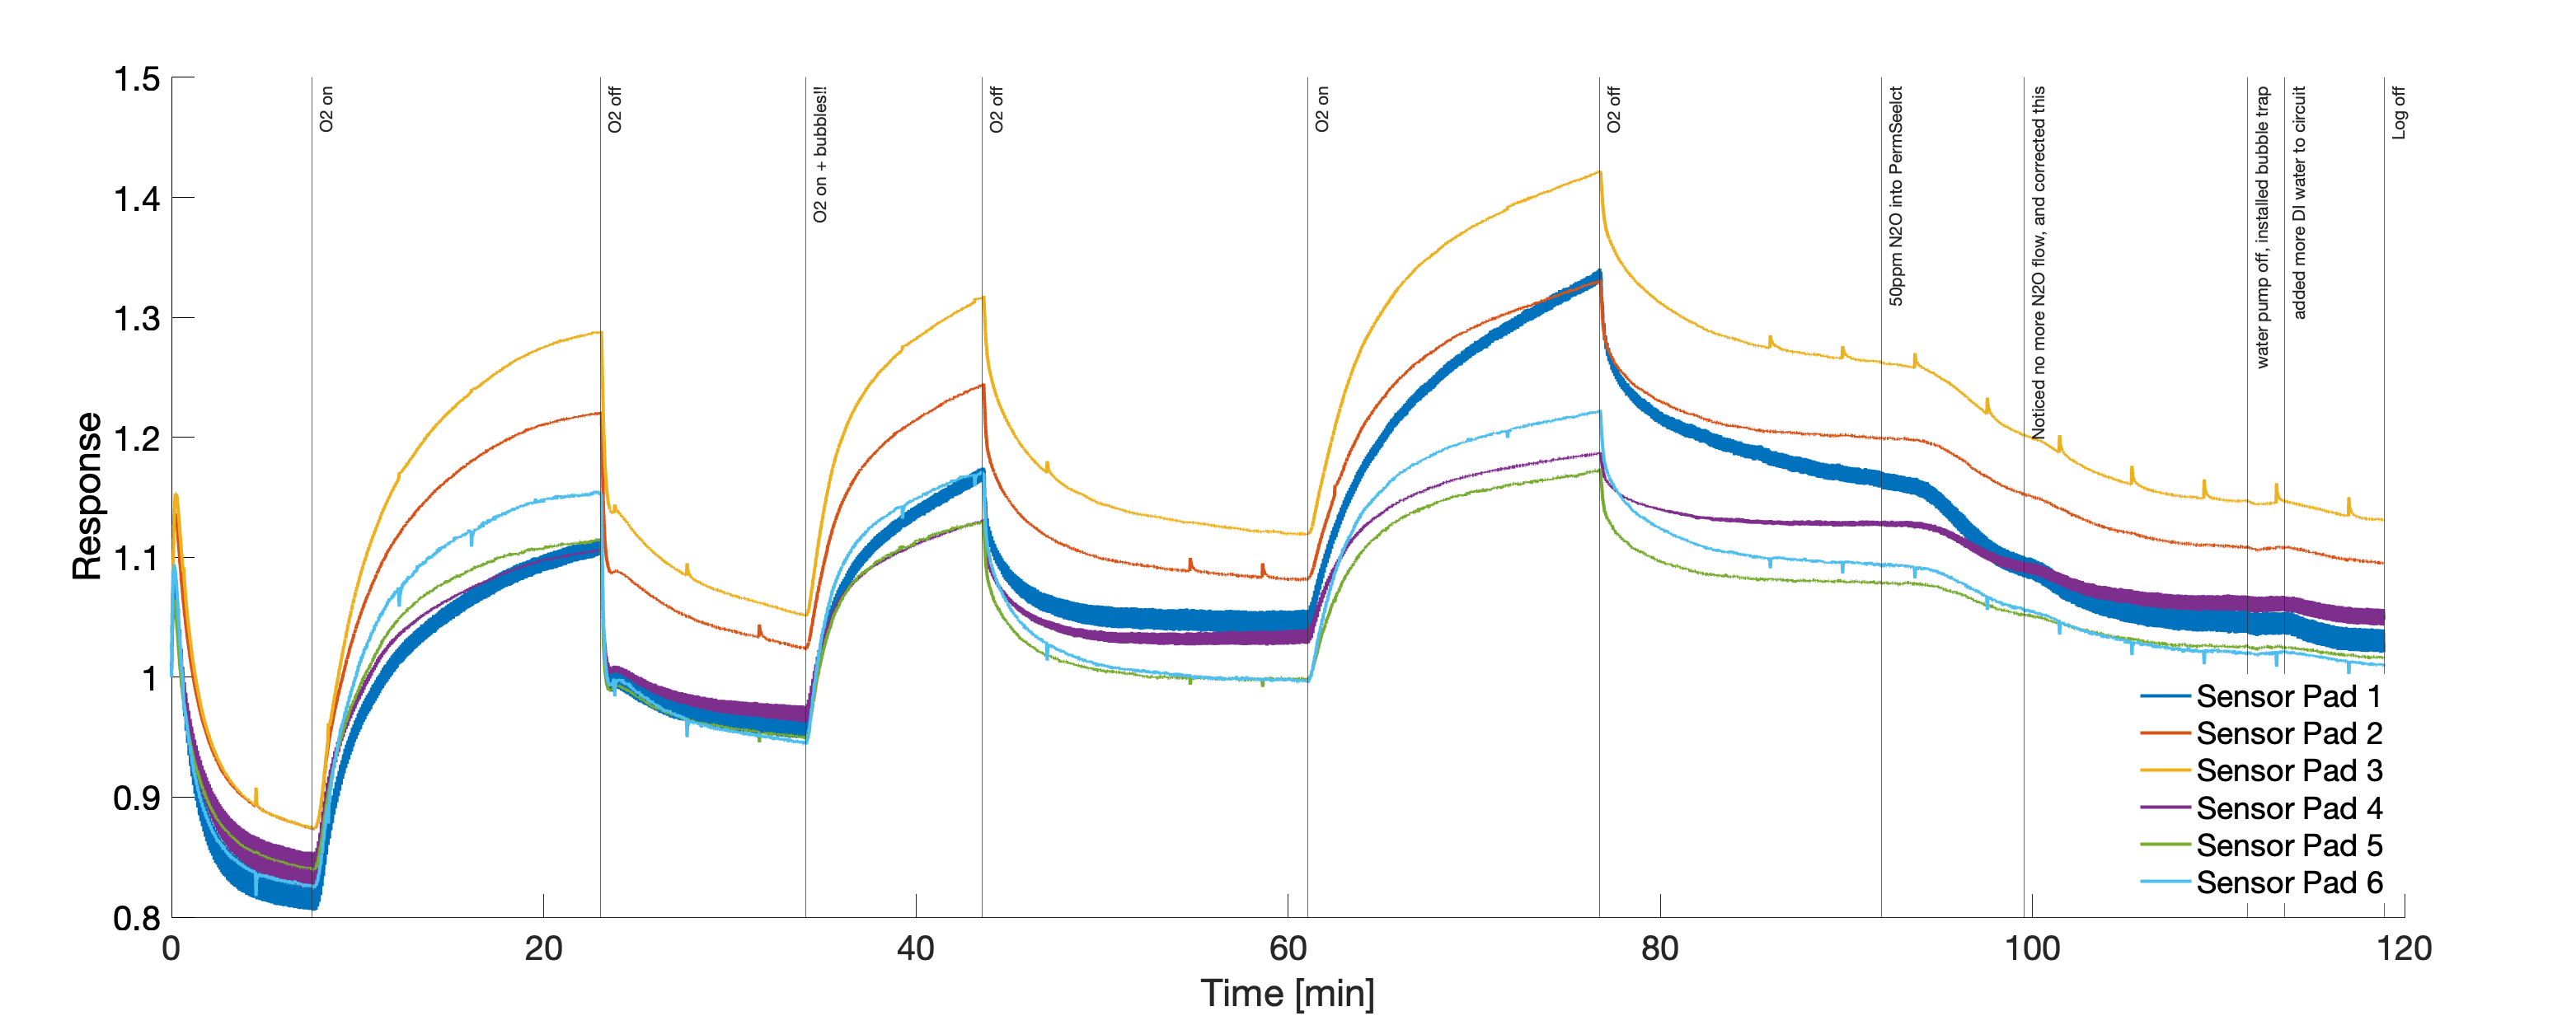 1.5
1.4
1.3
1.2
1.1
1
0.9
0.8
Response
0
20
40
60
80
100
120
Time [min]
O2 on
O2 off
O2 on + bubbles!!
O2 off
O2 on
O2 off
50ppm N2O into PermSeelct
Noticed no more N2O flow, and corrected this
water pump off, installed bubble trap
added more DI water to circuit
Log off
Sensor Pad 1
Sensor Pad 2
Sensor Pad 3
Sensor Pad 4
Sensor Pad 5
Sensor Pad 6